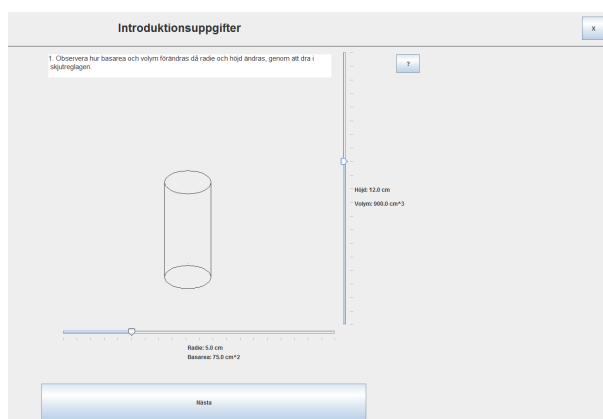 Introduktionsuppgifter
X
1. Observera hur basarea och volym förändras då radie och höjd ändras, genom att dra i
skjutreglagen.
?
Höjd: 12.0 cm
Volym: 900.0 cm^3
Radie: 5.0 cm
Basarea: 75.0 cm^2
Nästa